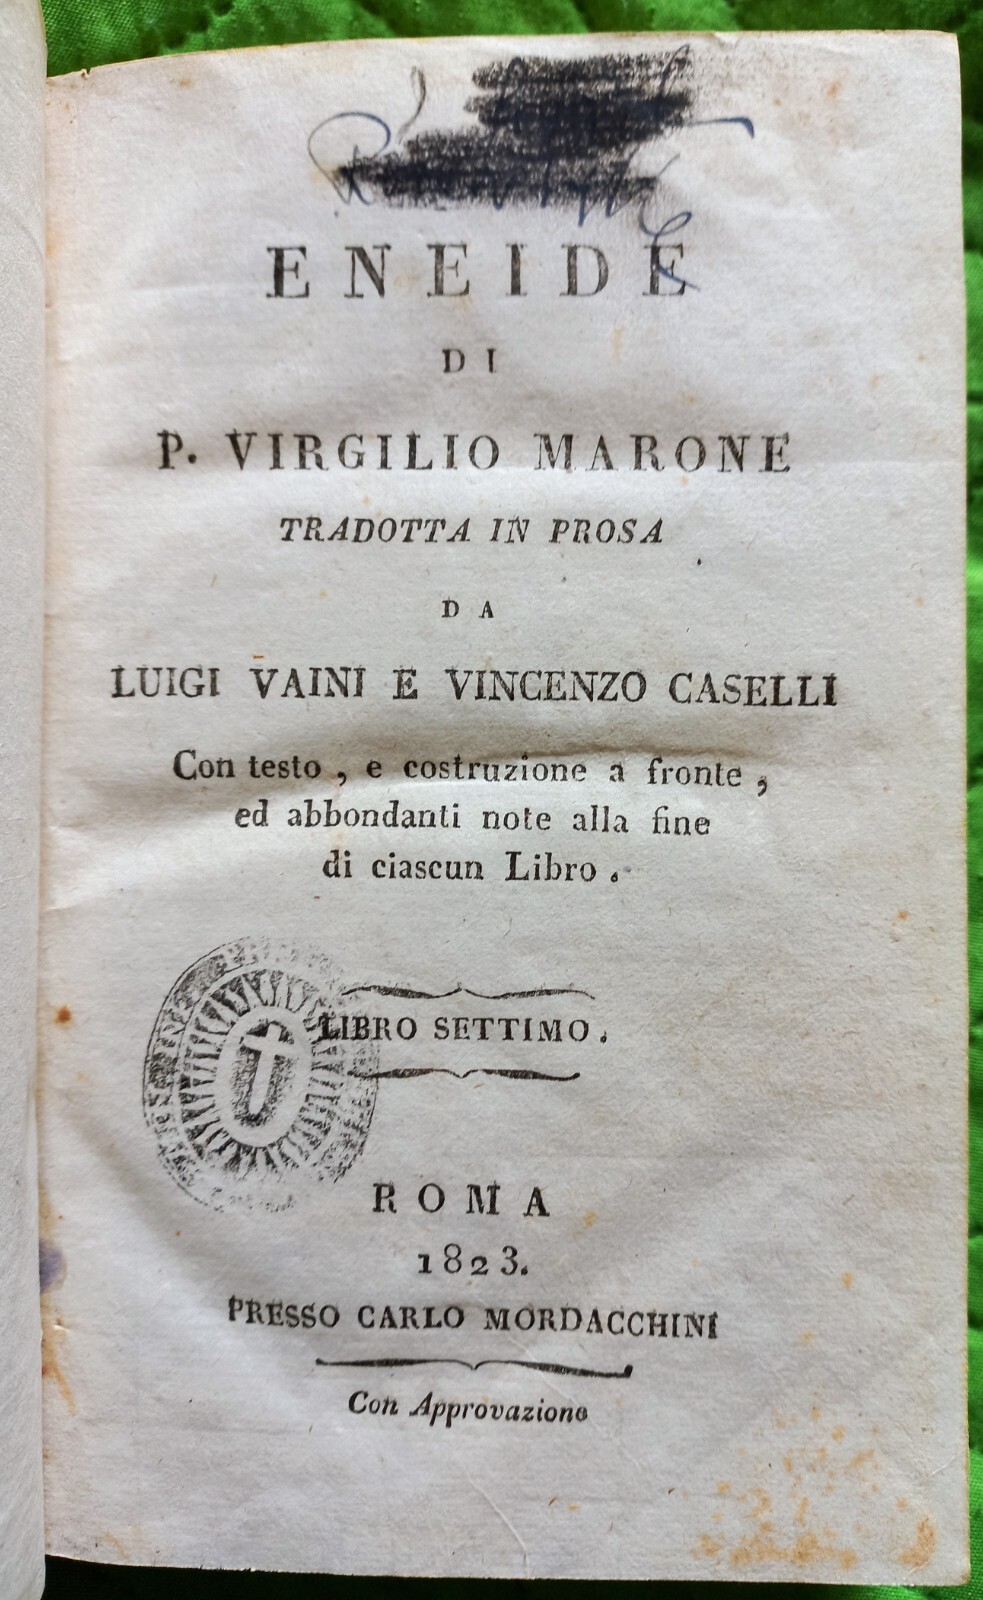 ENEIDE
DI
P. VIRGILIO MARONE
TRADOTTA IN PROSA
DA
LUIGI VAINI E VINCENZO CASELLI
Con testo, e costruzione a fronte,
ed abbondanti note alla fine
di ciascun Libro.
LIBRO SETTIMO.
ROMA
1823.
PRESSO CARLO MORDACCHINI
Con Approvazione